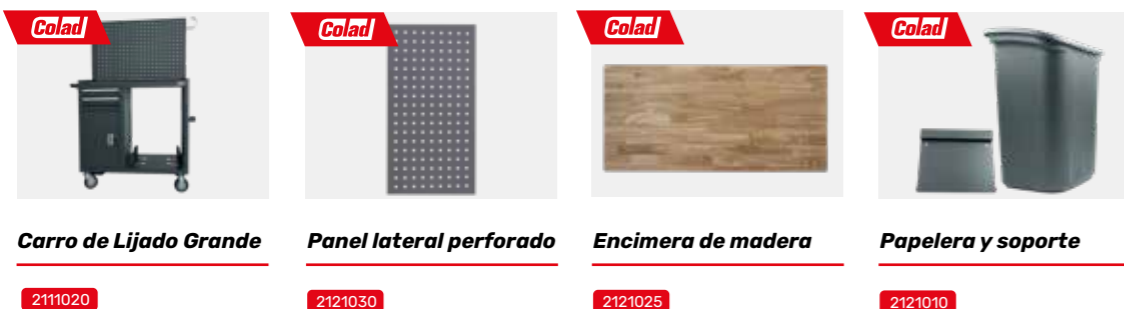 Colad
Colad
Colad
Colad
Carro de Lijado Grande
Panel lateral perforado
Encimera de madera
Papelera y soporte
2111020
2121030
2121025
2121010